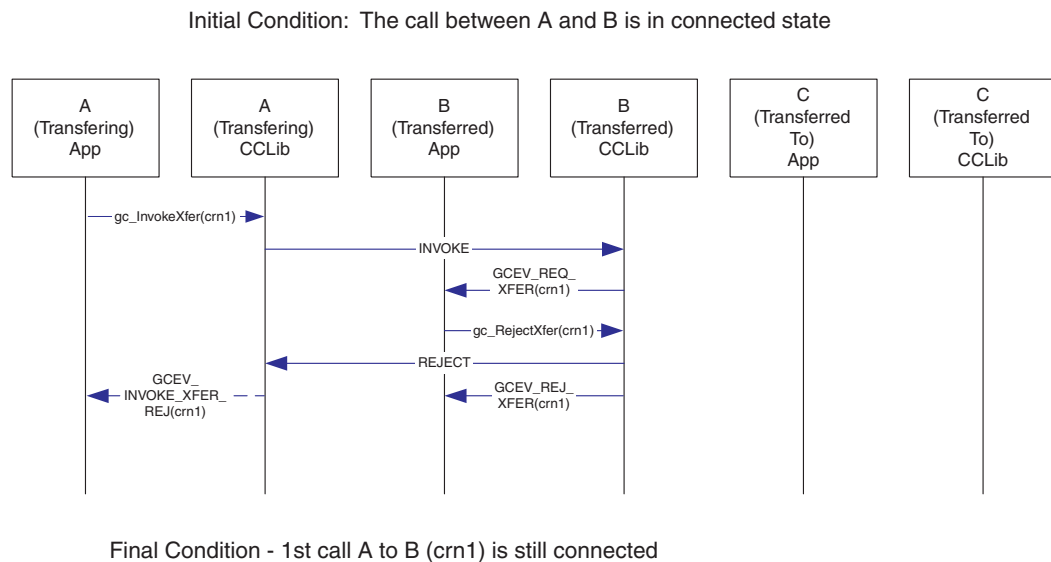 Initial Condition: The call between A and B is in connected state
A
(Transfering)
App
A
(Transfering)
CCLib
B
(Transferred)
App
B
(Transferred)
CCLib
C
(Transferred
To)
App
C
(Transferred
To)
CCLib
gc_InvokeXfer(crn1)
INVOKE
GCEV_REQ_
XFER(crn1)
gc_RejectXfer(crn1)
REJECT
GCEV_
INVOKE_XFER_
REJ(crn1)
GCEV_REJ_
XFER(crn1)
Final Condition - 1st call A to B (crn1) is still connected